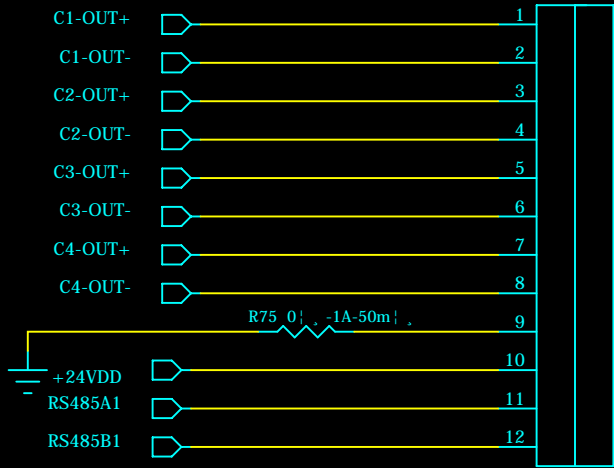 C1-OUT+ 1
C1-OUT- 2
C2-OUT+ 3
C2-OUT- 4
C3-OUT+ 5
C3-OUT- 6
C4-OUT+ 7
C4-OUT- 8
R75 0¦¸ -1A-50m¦¸ 9
+24VDD 10
RS485A1 11
RS485B1 12